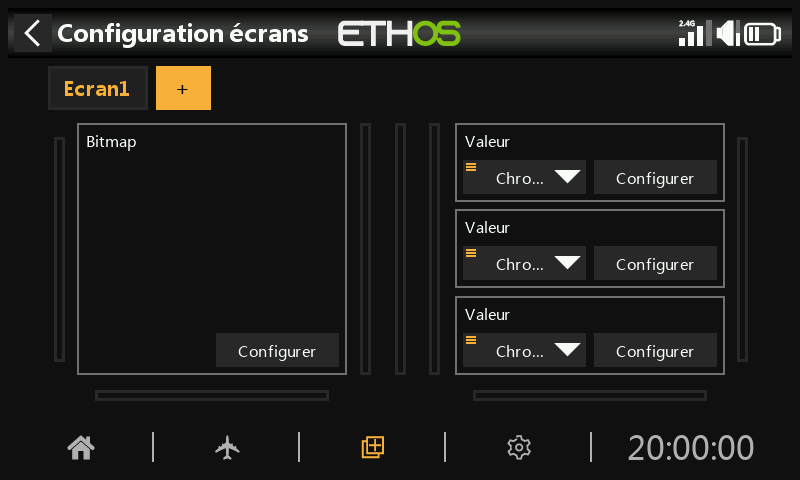 Configuration écrans
ETHOS
2.4G
Ecran1
+
Bitmap
Configurer
Valeur
Chro...
Configurer
Valeur
Chro...
Configurer
Valeur
Chro...
Configurer
20:00:00